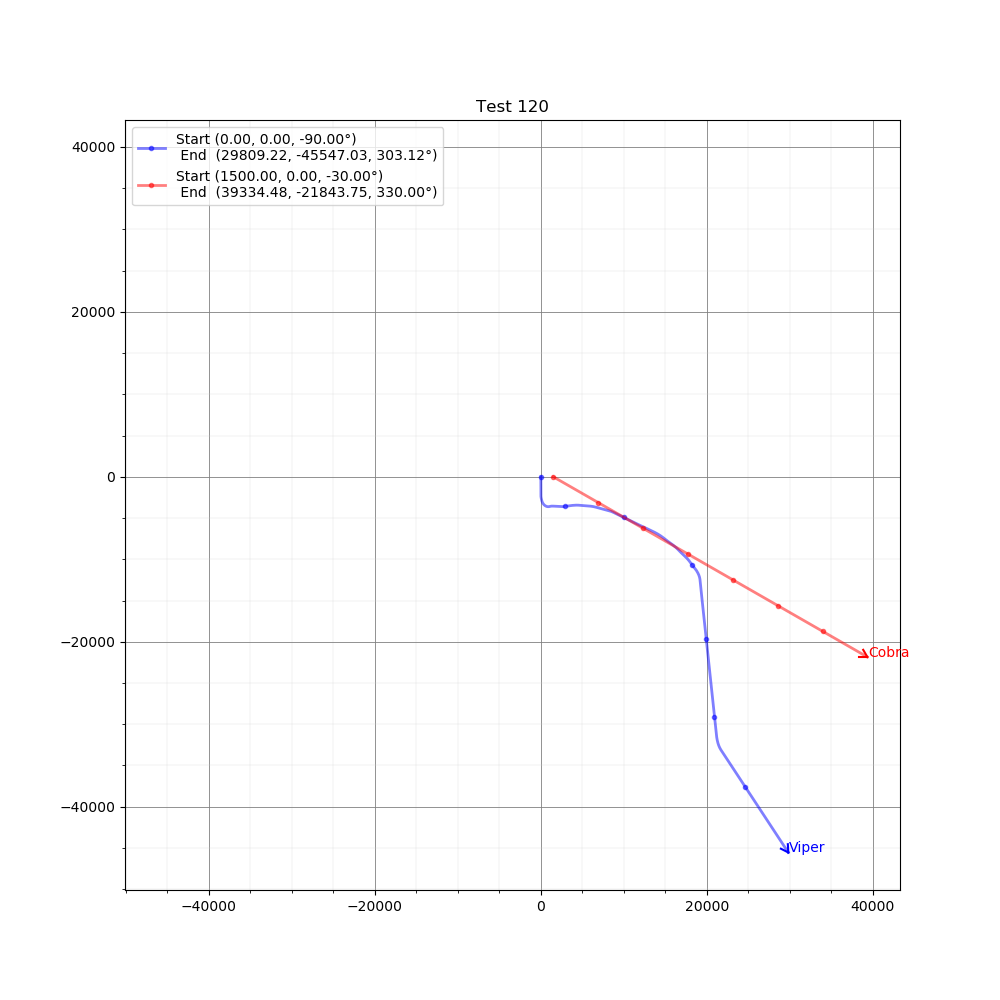 Test 120
Start (0.00, 0.00, -90.00°)
End (29809.22, -45547.03, 303.12°)
Start (1500.00, 0.00, -30.00°)
End (39334.48, -21843.75, 330.00°)
40000
20000
0
−20000
−40000
Cobra
Viper
−40000
−20000
0
20000
40000